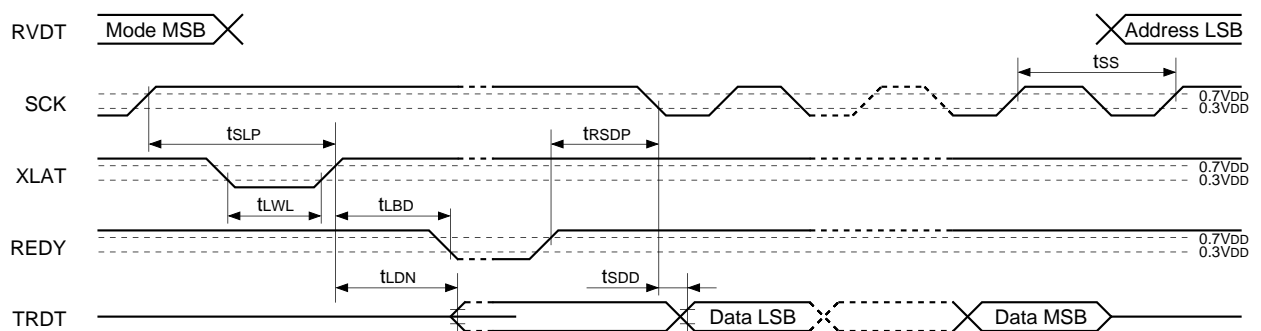 RVDT Mode MSB Address LSB
tSS
SCK 0.7VDD
0.3VDD
tSLP tRSDP
XLAT 0.7VDD
0.3VDD
tLWL tLBD
REDY 0.7VDD
0.3VDD
tLDN tSDD
TRDT Data LSB Data MSB